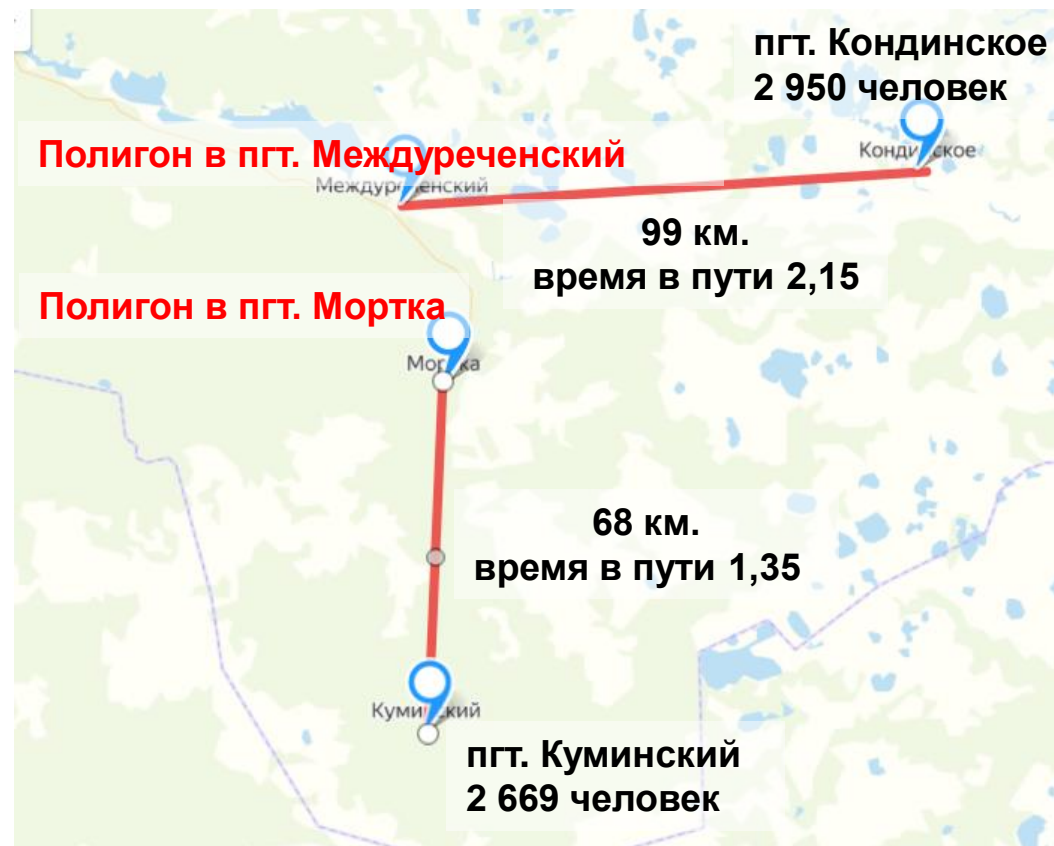 пгт. Кондинское
2 950 человек
Полигон в пгт. Междуреченский
Кондинское
Междуреченский
99 км.
время в пути 2,15
Полигон в пгт. Мортка
Мортка
68 км.
время в пути 1,35
Куминский
пгт. Куминский
2 669 человек